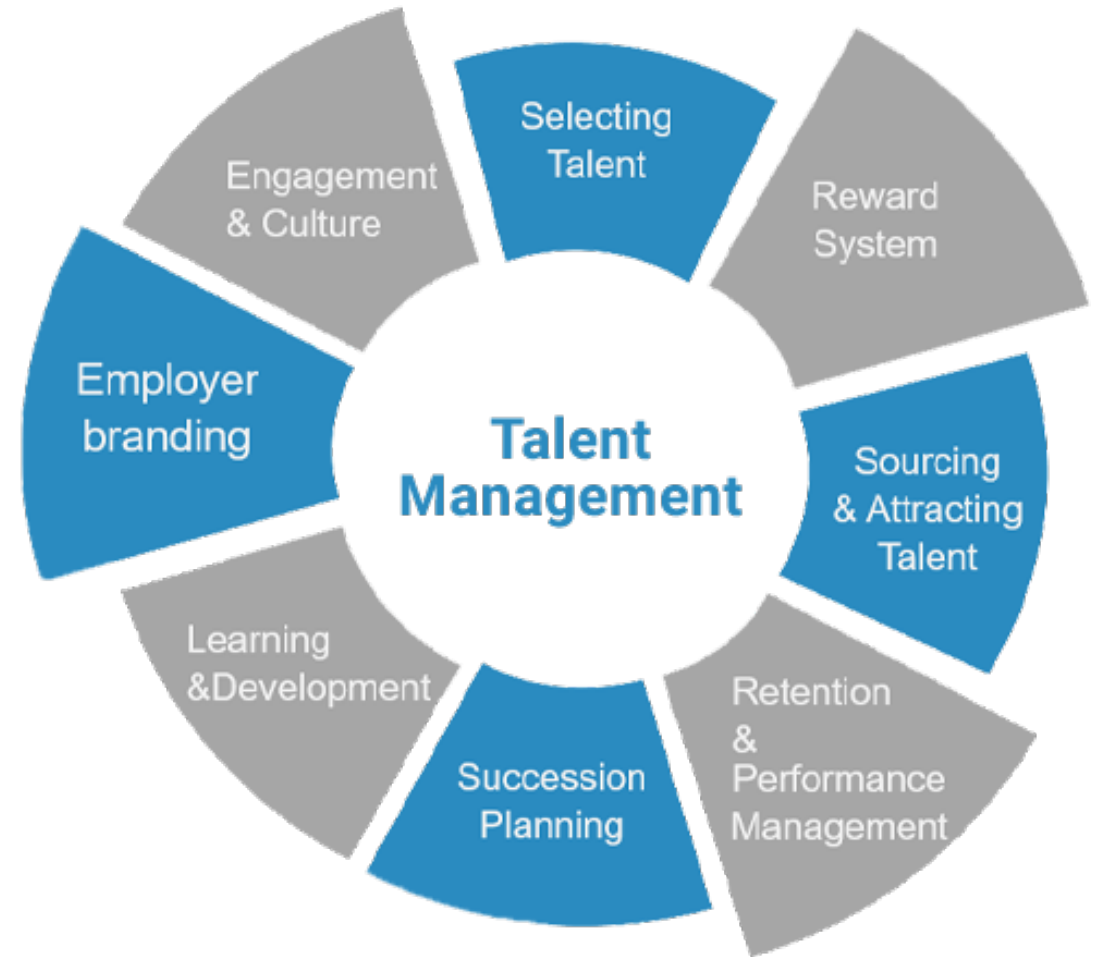 Selecting
Talent
Reward
System
Sourcing
& Attracting
Talent
Retention
&
Performance
Management
Succession
Planning
Learning
&Development
Employer
branding
Engagement
& Culture
Talent
Management